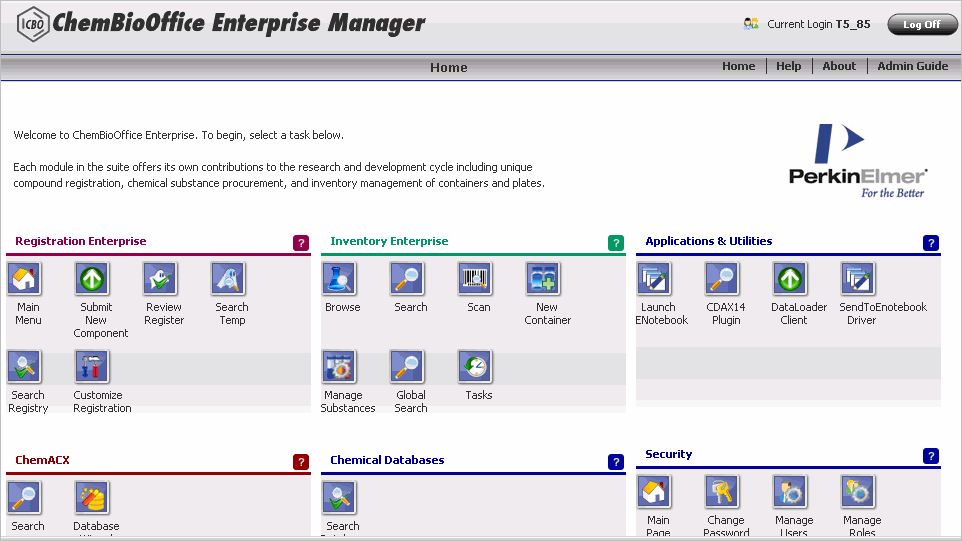 ICBO ChemBioOffice Enterprise Manager
Current Login T5_85
Log Off
Home
Home
Help
About
Admin Guide
Welcome to ChemBioOffice Enterprise. To begin, select a task below.
Each module in the suite offers its own contributions to the research and development cycle including unique
compound registration, chemical substance procurement, and inventory management of containers and plates.
PerkinElmer
For the Better
Registration Enterprise
?
Main
Menu
Submit
New
Component
Review
Register
Search
Temp
Search
Registry
Customize
Registration
Inventory Enterprise
?
Browse
Search
Scan
New
Container
Manage
Substances
Global
Search
Tasks
Applications & Utilities
?
Launch
ENotebook
CDAX14
Plugin
DataLoader
Client
SendToEnotebook
Driver
ChemACX
?
Search
Database
Chemical Databases
?
Search
Security
?
Main
Page
Change
Password
Manage
Users
Manage
Roles